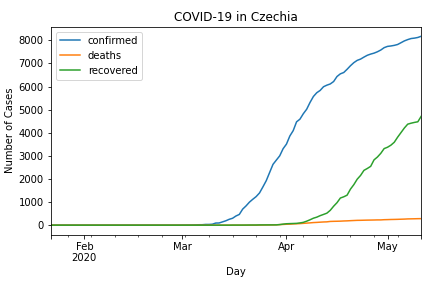 COVID-19 in Czechia
confirmed
deaths
recovered
Number of Cases
8000
7000
6000
5000
4000
3000
2000
1000
0
Feb
2020
Mar
Apr
May
Day